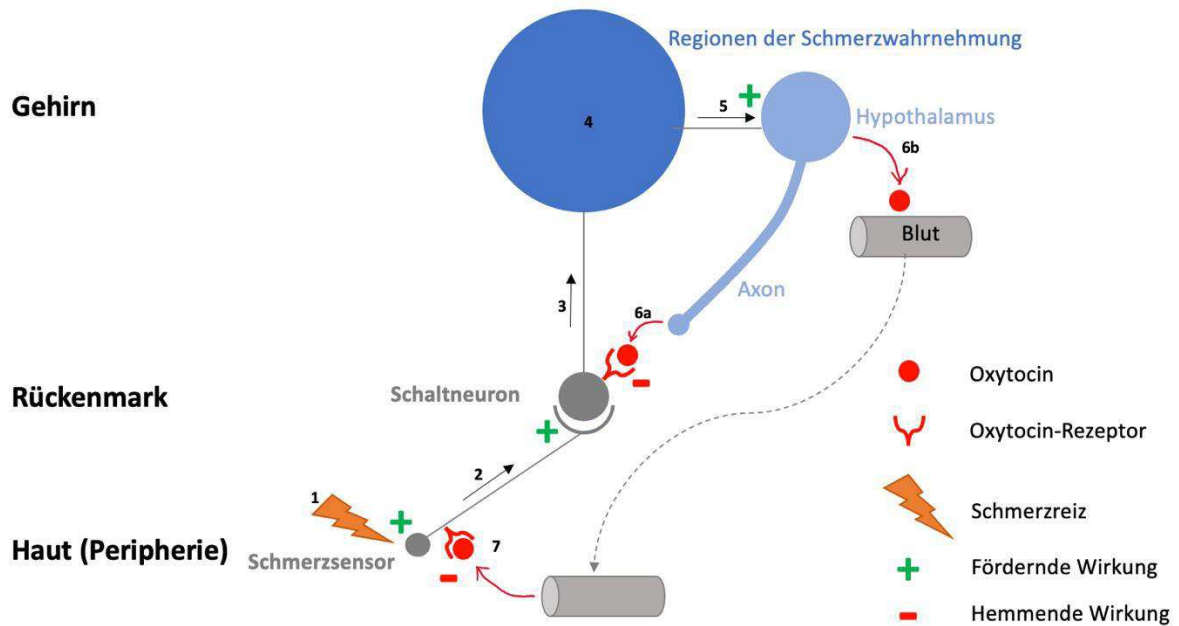 Regionen der Schmerzwahrnehmung
Gehirn
4
5
Hypothalamus
6b
Blut
Axon
3
6a
Rückenmark
Schaltneuron
2
1
Haut (Peripherie)
Schmerzsensor
7
Oxytocin
Oxytocin-Rezeptor
Schmerzreiz
+ Fördernde Wirkung
- Hemmende Wirkung